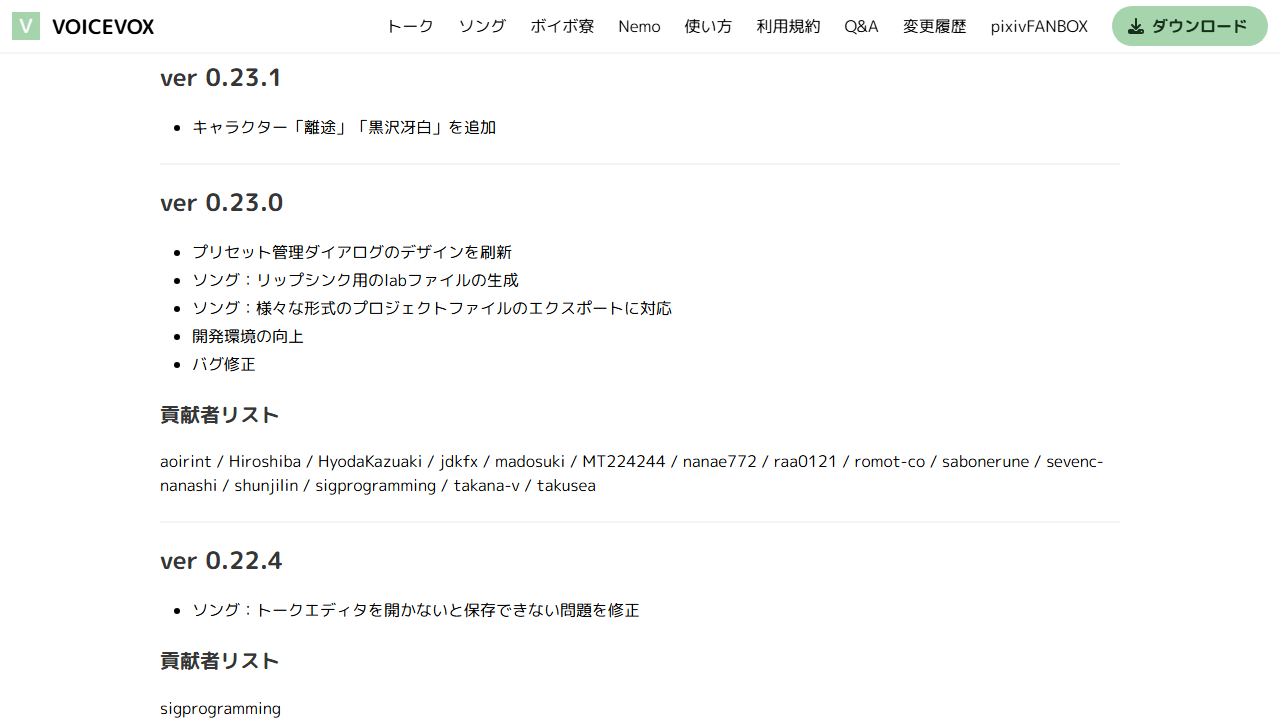 V VOICEVOX トーク ソング ボイボ寮 Nemo 使い方 利用規約 Q&A 変更履歴 pixivFANBOX ダウンロード
ver 0.23.1
キャラクター「離途」「黒沢冴白」を追加
ver 0.23.0
プリセット管理ダイアログのデザインを刷新
ソング：リップシンク用のlabファイルの生成
ソング：様々な形式のプロジェクトファイルのエクスポートに対応
開発環境の向上
バグ修正
貢献者リスト
aoirint / Hiroshiba / HyodaKazuaki / jdkfx / madosuki / MT224244 / nanae772 / raa0121 / romot-co / sabonerune / sevenc-
nanashi / shunjilin / sigprogramming / takana-v / takusea
ver 0.22.4
ソング：トークエディタを開かないと保存できない問題を修正
貢献者リスト
sigprogramming